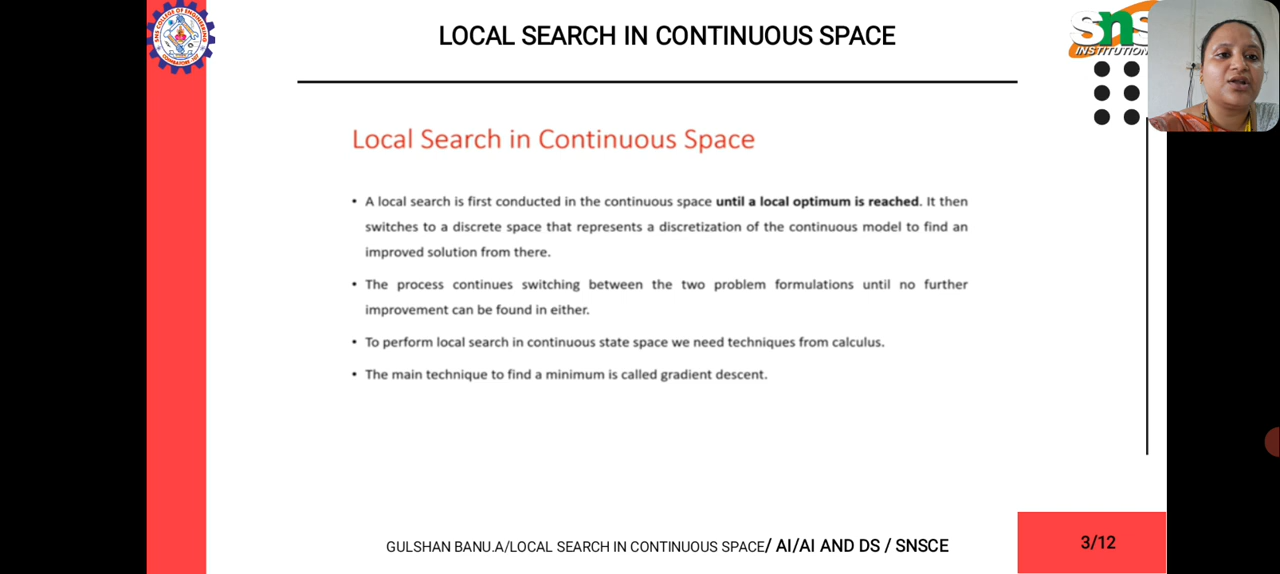 LOCAL SEARCH IN CONTINUOUS SPACE
SNS COLLEGE OF ENGINEERING
SNS
INSTITUTION
Local Search in Continuous Space
• A local search is first conducted in the continuous space until a local optimum is reached. It then
switches to a discrete space that represents a discretization of the continuous model to find an
improved solution from there.
• The process continues switching between the two problem formulations until no further
improvement can be found in either.
• To perform local search in continuous state space we need techniques from calculus.
• The main technique to find a minimum is called gradient descent.
GULSHAN BANU.A/LOCAL SEARCH IN CONTINUOUS SPACE/ AI/AI AND DS / SNSCE
3/12